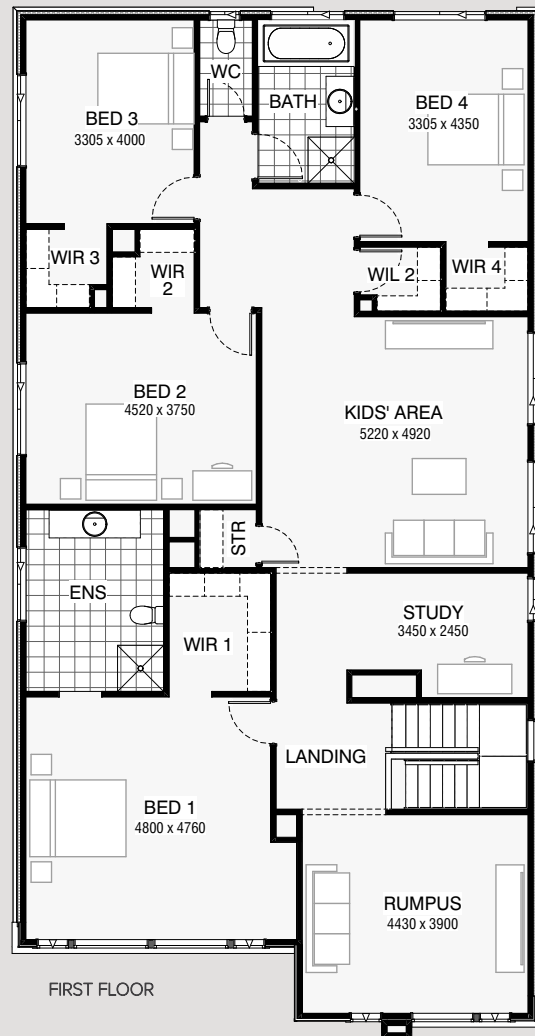 WC
BATH
BED 3
3305 x 4000
BED 4
3305 x 4350
WIR 3
WIR
2
WIL 2
WIR 4
BED 2
4520 x 3750
KIDS' AREA
5220 x 4920
STR
ENS
STUDY
3450 x 2450
WIR 1
LANDING
BED 1
4800 x 4760
RUMPUS
4430 x 3900
FIRST FLOOR